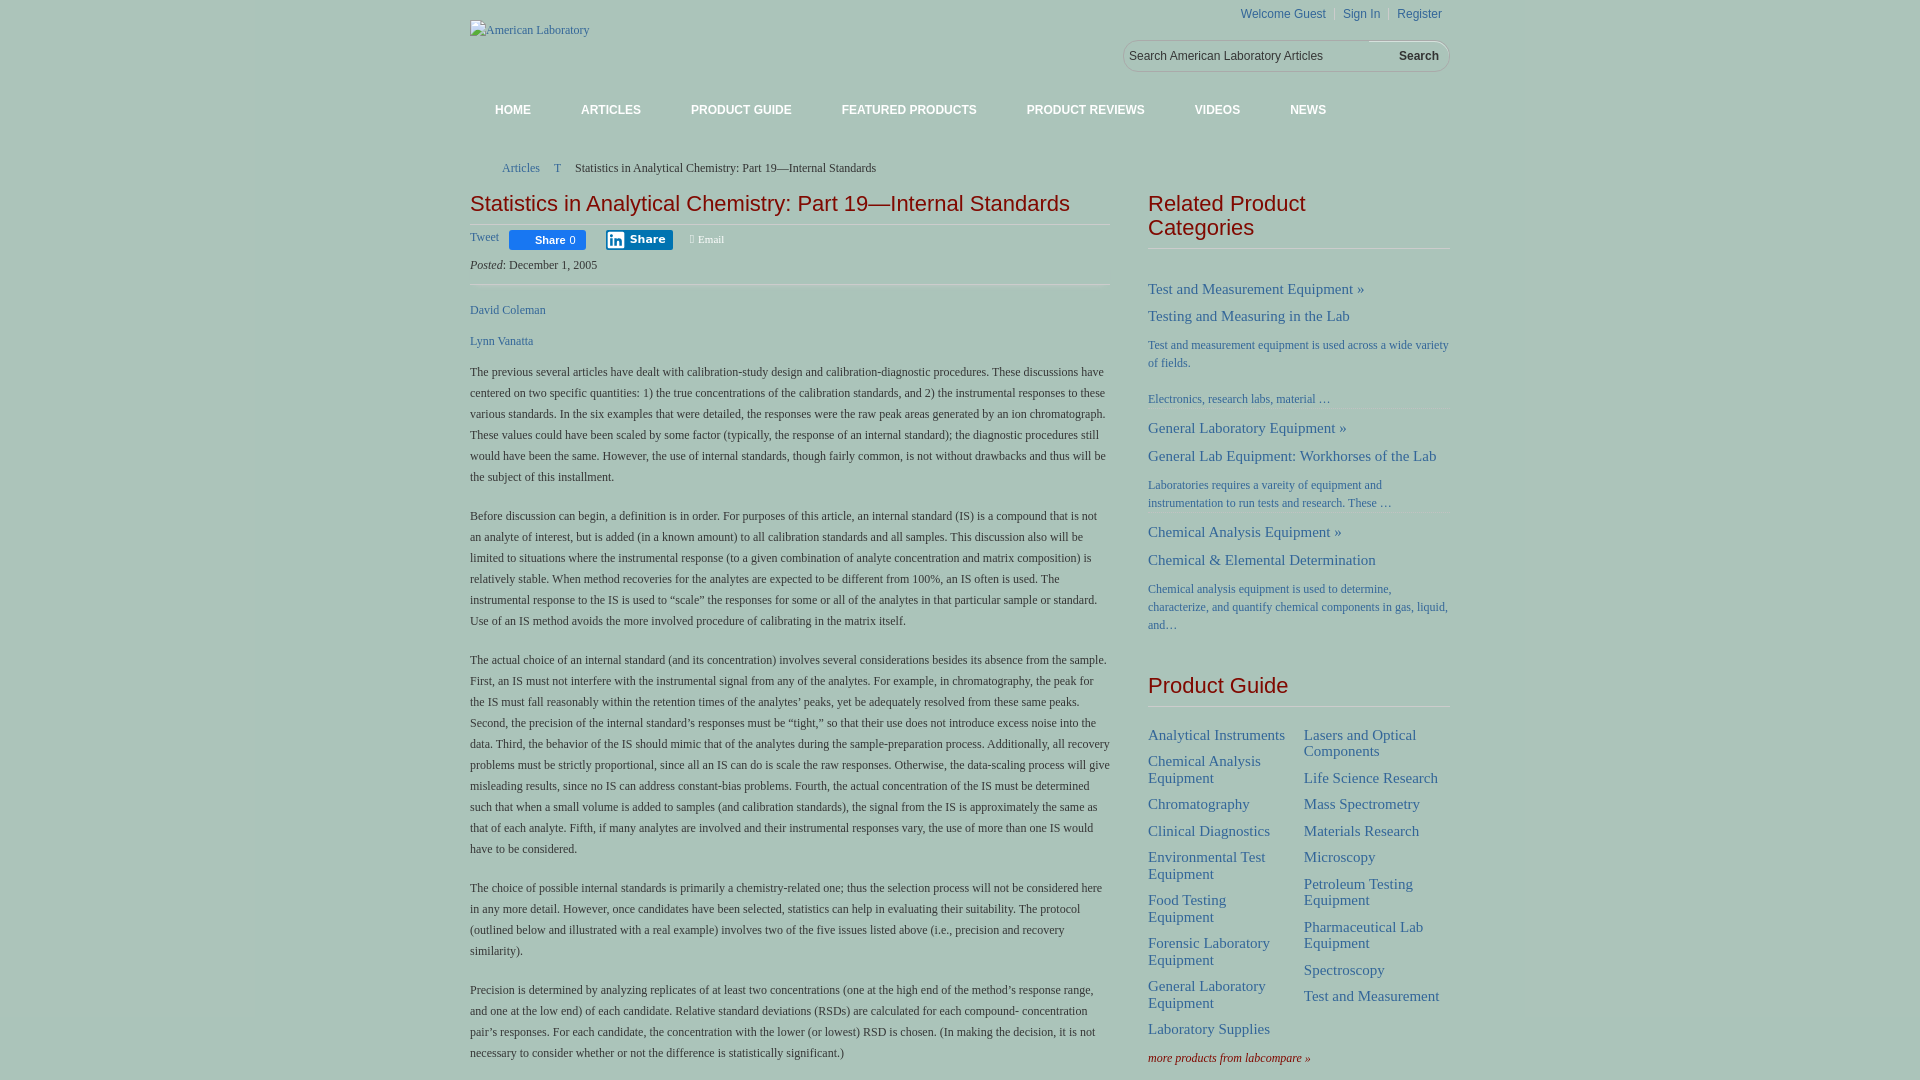 Welcome Guest | Sign In | Register
American Laboratory
Search American Laboratory Articles Search
HOME ARTICLES PRODUCT GUIDE FEATURED PRODUCTS PRODUCT REVIEWS VIDEOS NEWS
Articles T Statistics in Analytical Chemistry: Part 19—Internal Standards
Statistics in Analytical Chemistry: Part 19—Internal Standards
Tweet Share 0 Share Email
Posted: December 1, 2005
David Coleman
Lynn Vanatta
The previous several articles have dealt with calibration-study design and calibration-diagnostic procedures. These discussions have
centered on two specific quantities: 1) the true concentrations of the calibration standards, and 2) the instrumental responses to these
various standards. In the six examples that were detailed, the responses were the raw peak areas generated by an ion chromatograph.
These values could have been scaled by some factor (typically, the response of an internal standard); the diagnostic procedures still
would have been the same. However, the use of internal standards, though fairly common, is not without drawbacks and thus will be
the subject of this installment.
Before discussion can begin, a definition is in order. For purposes of this article, an internal standard (IS) is a compound that is not
an analyte of interest, but is added (in a known amount) to all calibration standards and all samples. This discussion also will be
limited to situations where the instrumental response (to a given combination of analyte concentration and matrix composition) is
relatively stable. When method recoveries for the analytes are expected to be different from 100%, an IS often is used. The
instrumental response to the IS is used to “scale” the responses for some or all of the analytes in that particular sample or standard.
Use of an IS method avoids the more involved procedure of calibrating in the matrix itself.
The actual choice of an internal standard (and its concentration) involves several considerations besides its absence from the sample.
First, an IS must not interfere with the instrumental signal from any of the analytes. For example, in chromatography, the peak for
the IS must fall reasonably within the retention times of the analytes’ peaks, yet be adequately resolved from these same peaks.
Second, the precision of the internal standard’s responses must be “tight,” so that their use does not introduce excess noise into the
data. Third, the behavior of the IS should mimic that of the analytes during the sample-preparation process. Additionally, all recovery
problems must be strictly proportional, since all an IS can do is scale the raw responses. Otherwise, the data-scaling process will give
misleading results, since no IS can address constant-bias problems. Fourth, the actual concentration of the IS must be determined
such that when a small volume is added to samples (and calibration standards), the signal from the IS is approximately the same as
that of each analyte. Fifth, if many analytes are involved and their instrumental responses vary, the use of more than one IS would
have to be considered.
The choice of possible internal standards is primarily a chemistry-related one; thus the selection process will not be considered here
in any more detail. However, once candidates have been selected, statistics can help in evaluating their suitability. The protocol
(outlined below and illustrated with a real example) involves two of the five issues listed above (i.e., precision and recovery
similarity).
Precision is determined by analyzing replicates of at least two concentrations (one at the high end of the method’s response range,
and one at the low end) of each candidate. Relative standard deviations (RSDs) are calculated for each compound- concentration
pair’s responses. For each candidate, the concentration with the lower (or lowest) RSD is chosen. (In making the decision, it is not
necessary to consider whether or not the difference is statistically significant.)
Related Product
Categories
Test and Measurement Equipment »
Testing and Measuring in the Lab
Test and measurement equipment is used across a wide variety
of fields.
Electronics, research labs, material …
General Laboratory Equipment »
General Lab Equipment: Workhorses of the Lab
Laboratories requires a vareity of equipment and
instrumentation to run tests and research. These …
Chemical Analysis Equipment »
Chemical & Elemental Determination
Chemical analysis equipment is used to determine,
characterize, and quantify chemical components in gas, liquid,
and…
Product Guide
Analytical Instruments
Chemical Analysis
Equipment
Chromatography
Clinical Diagnostics
Environmental Test
Equipment
Food Testing
Equipment
Forensic Laboratory
Equipment
General Laboratory
Equipment
Laboratory Supplies
Lasers and Optical
Components
Life Science Research
Mass Spectrometry
Materials Research
Microscopy
Petroleum Testing
Equipment
Pharmaceutical Lab
Equipment
Spectroscopy
Test and Measurement
more products from labcompare »